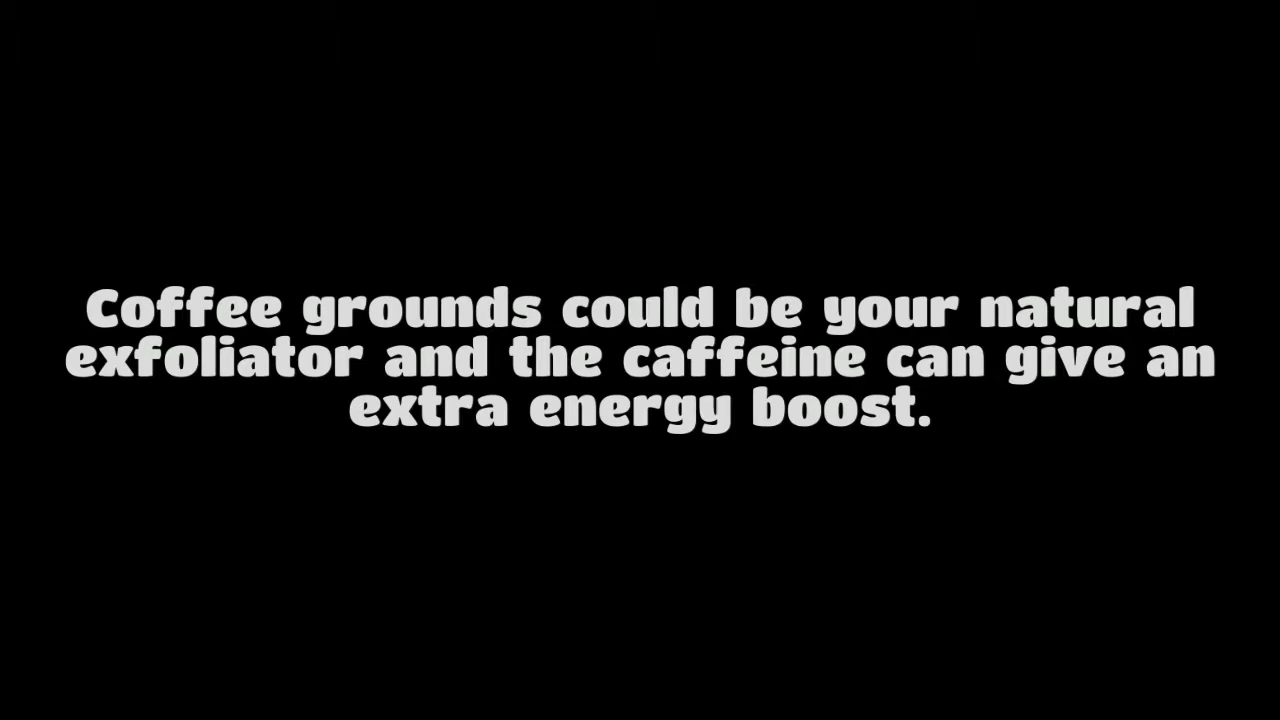 Coffee grounds could be your natural
exfoliator and the caffeine can give an
extra energy boost.